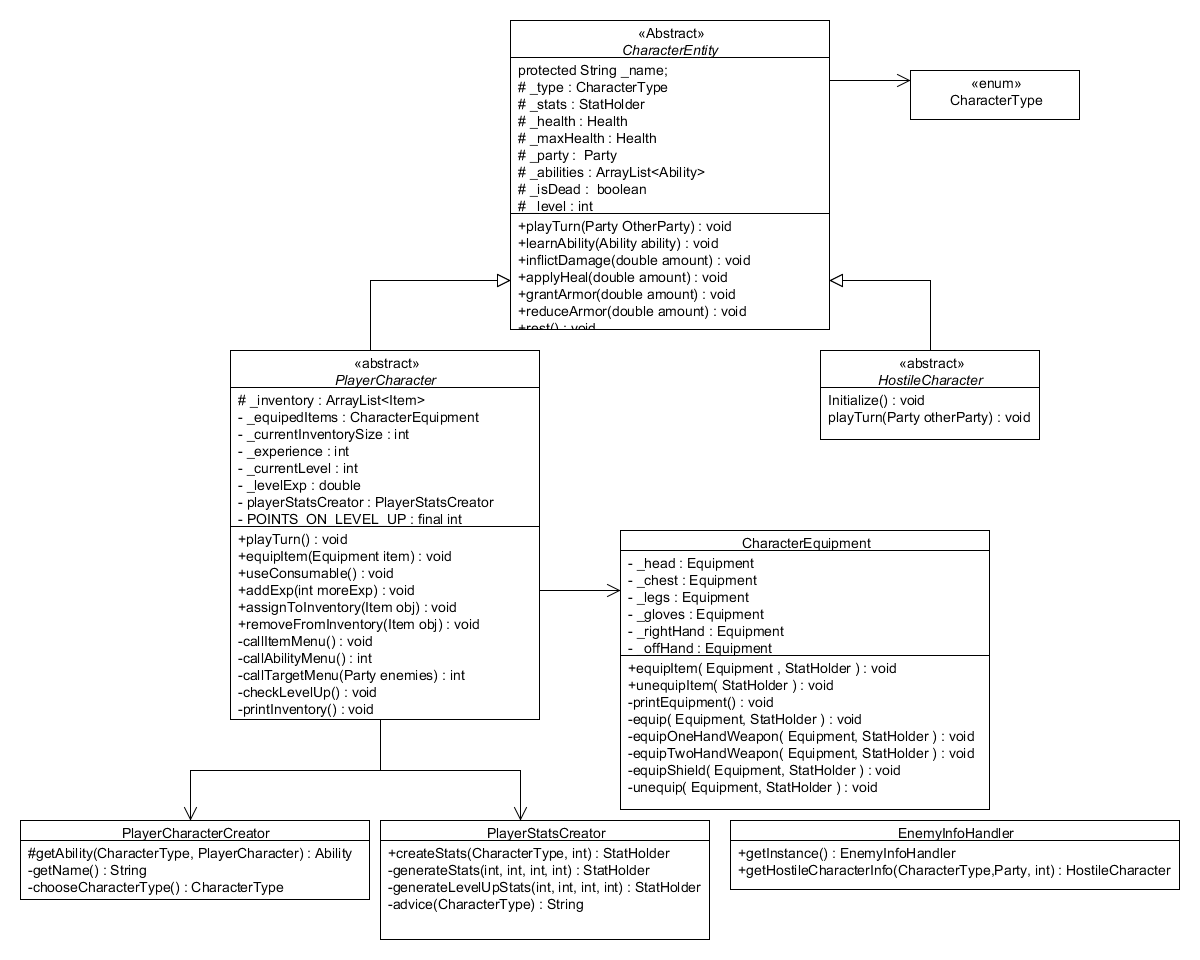 «Abstract»
CharacterEntity
protected String _name;
# _type : CharacterType
# _stats : StatHolder
# _health : Health
# _maxHealth : Health
# _party :  Party
# _abilities : ArrayList<Ability>
# _isDead :  boolean
# _level : int
+playTurn(Party OtherParty) : void
+learnAbility(Ability ability) : void
+inflictDamage(double amount) : void
+applyHeal(double amount) : void
+grantArmor(double amount) : void
+reduceArmor(double amount) : void
+rest() : void
«enum»
CharacterType
«abstract»
PlayerCharacter
# _inventory : ArrayList<Item>
- _equipedItems : CharacterEquipment
- _currentInventorySize : int
- _experience : int
- _currentLevel : int
- _levelExp : double
- playerStatsCreator : PlayerStatsCreator
- POINTS_ON_LEVEL_UP : final int
+playTurn() : void
+equipItem(Equipment item) : void
+useConsumable() : void
+addExp(int moreExp) : void
+assignToInventory(Item obj) : void
+removeFromInventory(Item obj) : void
-callItemMenu() : void
-callAbilityMenu() : int
-callTargetMenu(Party enemies) : int
-checkLevelUp() : void
-printInventory() : void
«abstract»
HostileCharacter
Initialize() : void
playTurn(Party otherParty) : void
CharacterEquipment
- _head : Equipment
- _chest : Equipment
- _legs : Equipment
- _gloves : Equipment
- _rightHand : Equipment
- _offHand : Equipment
+equipItem( Equipment , StatHolder ) : void
+unequipItem( StatHolder ) : void
-printEquipment() : void
-equip( Equipment, StatHolder ) : void
-equipOneHandWeapon( Equipment, StatHolder ) : void
-equipTwoHandWeapon( Equipment, StatHolder ) : void
-equipShield( Equipment, StatHolder ) : void
-unequip( Equipment, StatHolder ) : void
PlayerCharacterCreator
#getAbility(CharacterType, PlayerCharacter) : Ability
-getName() : String
-chooseCharacterType() : CharacterType
PlayerStatsCreator
+createStats(CharacterType, int) : StatHolder
-generateStats(int, int, int, int) : StatHolder
-generateLevelUpStats(int, int, int, int) : StatHolder
-advice(CharacterType) : String
EnemyInfoHandler
+getInstance() : EnemyInfoHandler
+getHostileCharacterInfo(CharacterType,Party, int) : HostileCharacter